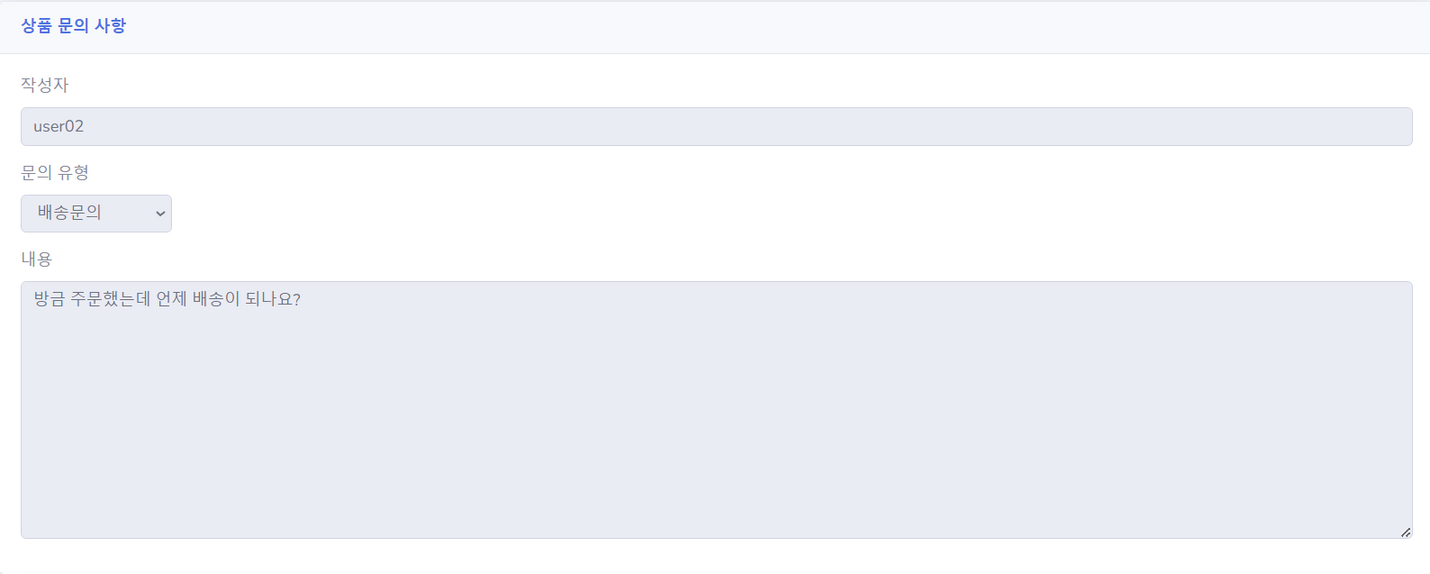 상품 문의 사항
작성자
user02
문의 유형
배송문의
내용
방금 주문했는데 언제 배송이 되나요?